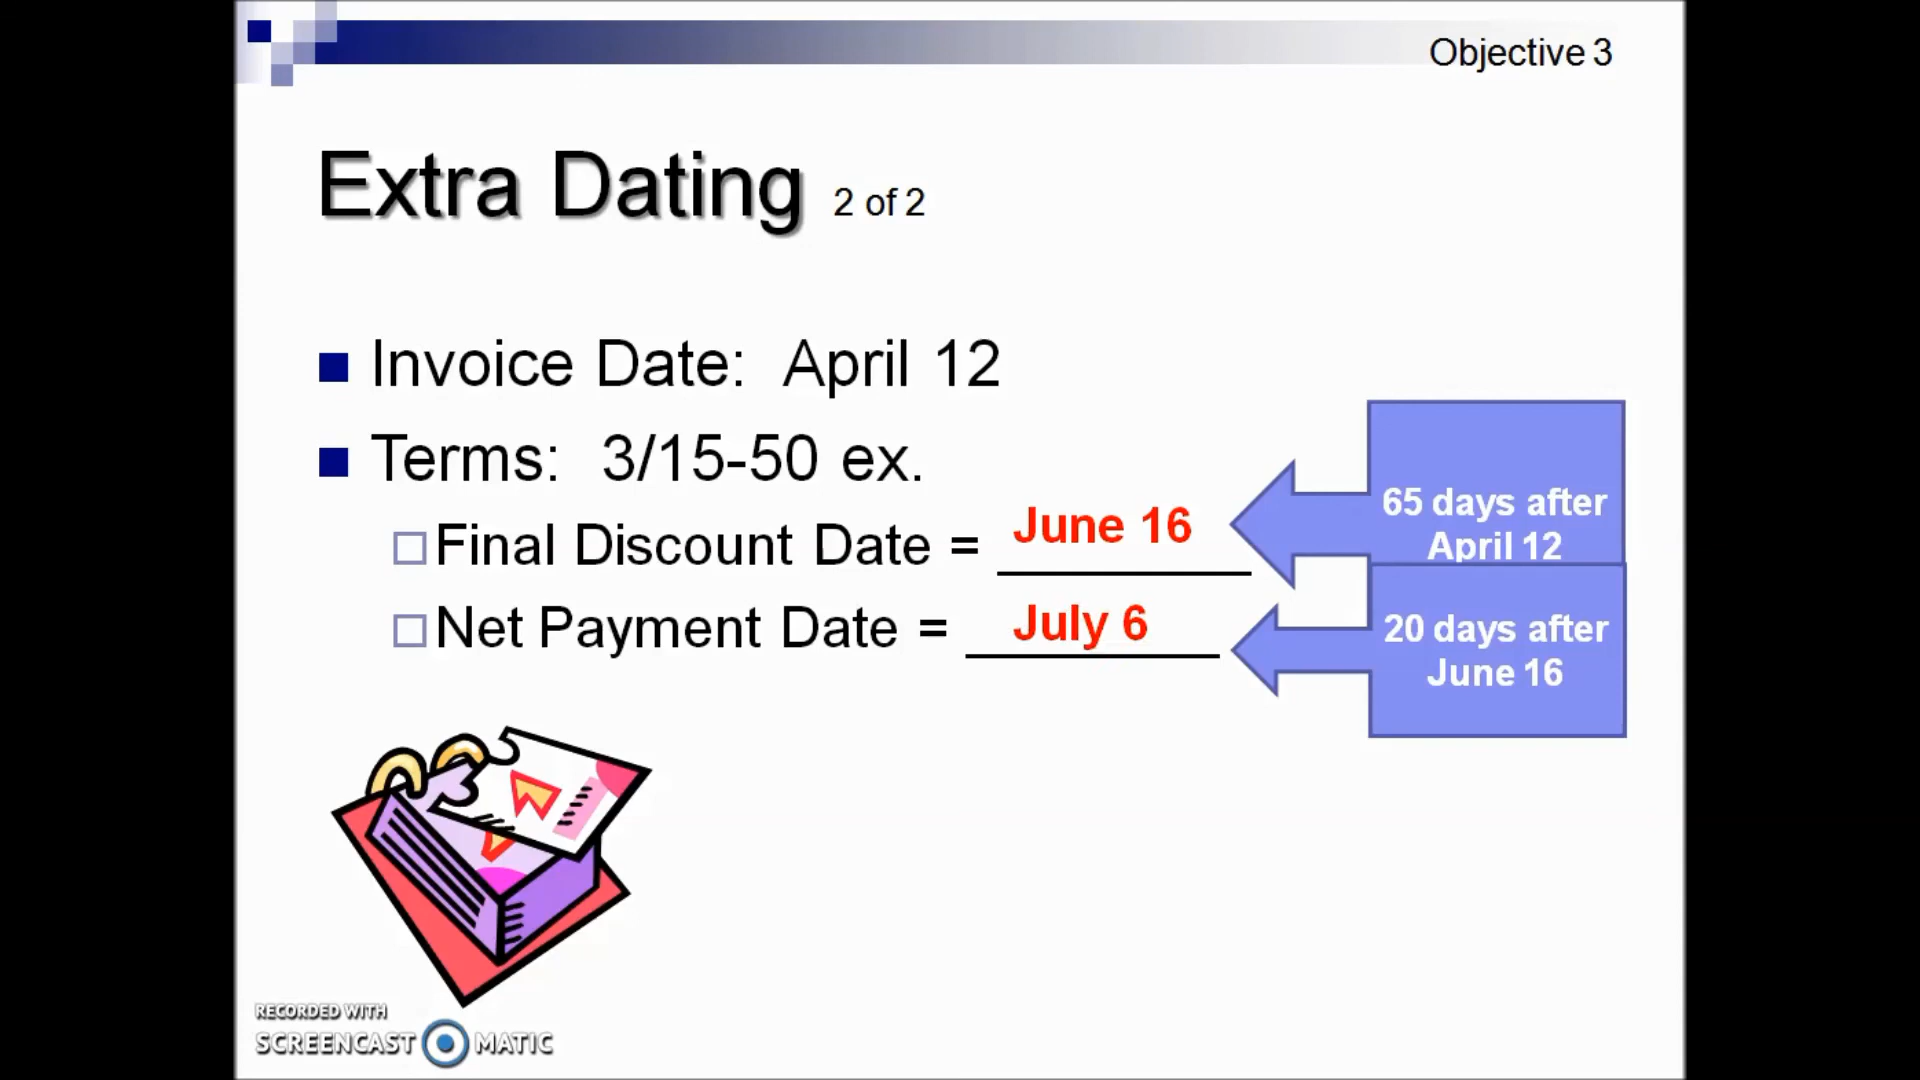 Objective 3
Extra Dating 2 of 2
Invoice Date: April 12
Terms: 3/15-50 ex.
Final Discount Date = June 16
65 days after
April 12
Net Payment Date = July 6
20 days after
June 16
RECORDED WITH
SCREENCAST MATIC